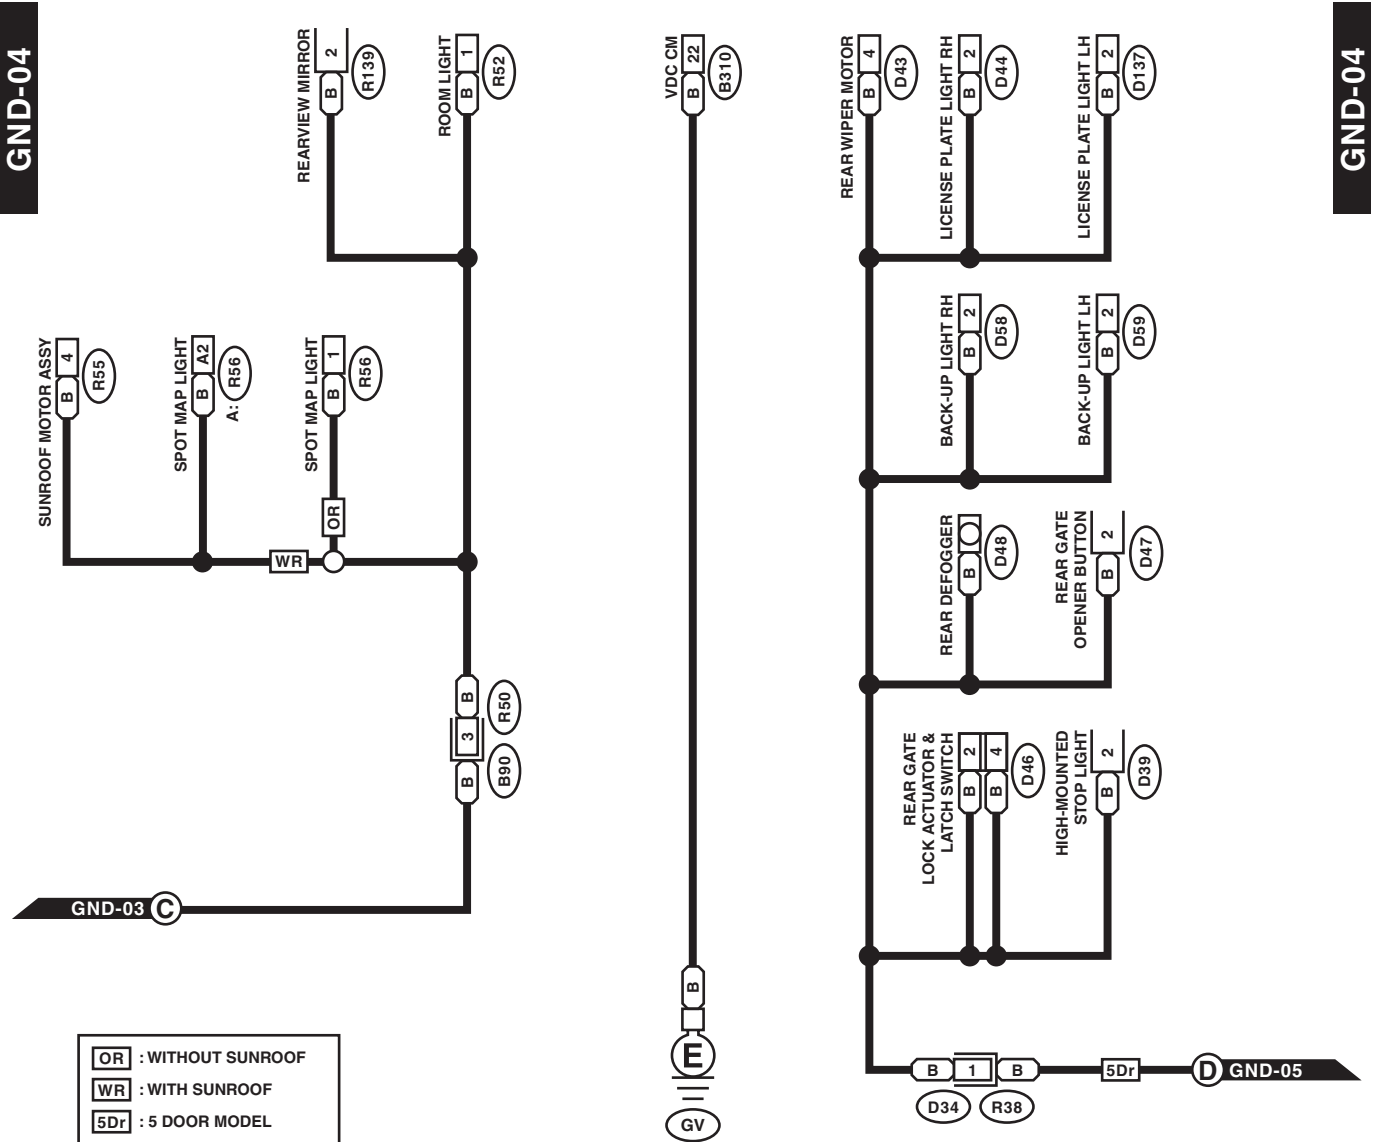 GND-04
GND-04
REARVIEW MIRROR
2
B
R139
ROOM LIGHT
1
B
R52
VDC CM
22
B
B310
REAR WIPER MOTOR
4
B
D43
LICENSE PLATE LIGHT RH
2
B
D44
LICENSE PLATE LIGHT LH
2
B
D137
SUNROOF MOTOR ASSY
4
B
R55
SPOT MAP LIGHT
A2
B
A: R56
SPOT MAP LIGHT
1
B
R56
OR
WR
BACK-UP LIGHT RH
2
B
D58
BACK-UP LIGHT LH
2
B
D59
REAR DEFOGGER
B
D48
REAR GATE
OPENER BUTTON
2
B
D47
B
R50
3
B
B90
REAR GATE
LOCK ACTUATOR &
LATCH SWITCH
2
B
4
B
D46
HIGH-MOUNTED
STOP LIGHT
2
B
D39
GND-03 C
B
E
GV
B 1 B
D34 R38
5Dr
D GND-05
OR : WITHOUT SUNROOF
WR : WITH SUNROOF
5Dr : 5 DOOR MODEL